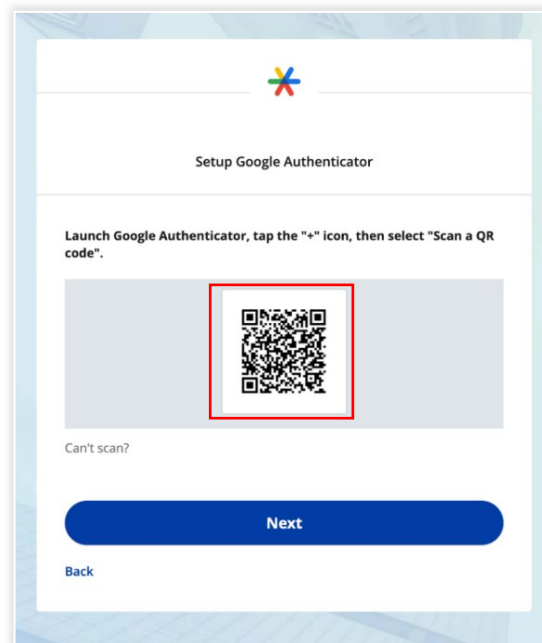 Setup Google Authenticator
Launch Google Authenticator, tap the "+" icon, then select "Scan a QR
code".
Can't scan?
Next
Back